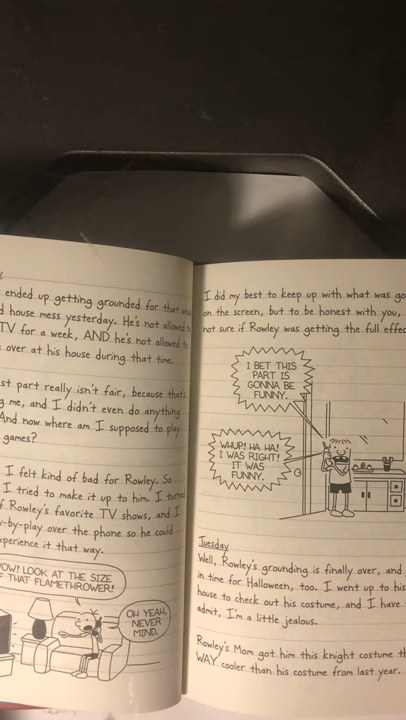 ended up getting grounded for that
house mess yesterday. He's not allowed to
TV for a week, AND he's not allowed to
over at his house during that time.
part really isn't fair, because that's
me, and I didn't even do anything
And now where am I supposed to play
games?
I felt kind of bad for Rowley. So
I tried to make it up to him. I turned
Rowley's favorite TV shows, and I
-by-play over the phone so he could
experience it that way.
WOW! LOOK AT THE SIZE
OF THAT FLAMETHROWER!
OH YEAH,
NEVER
MIND.
I did my best to keep up with what was
on the screen, but to be honest with you,
not sure if Rowley was getting the full
I BET THIS
PART IS
GONNA BE
FUNNY.
WHUP! HA HA!
I WAS RIGHT!
IT WAS
FUNNY.
Tuesday
Well, Rowley's grounding is finally over, and
in time for Halloween, too. I went up to his
house to check out his costume, and I have
admit, I'm a little jealous.
Rowley's Mom got him this knight costume
WAY cooler than his costume from last year.